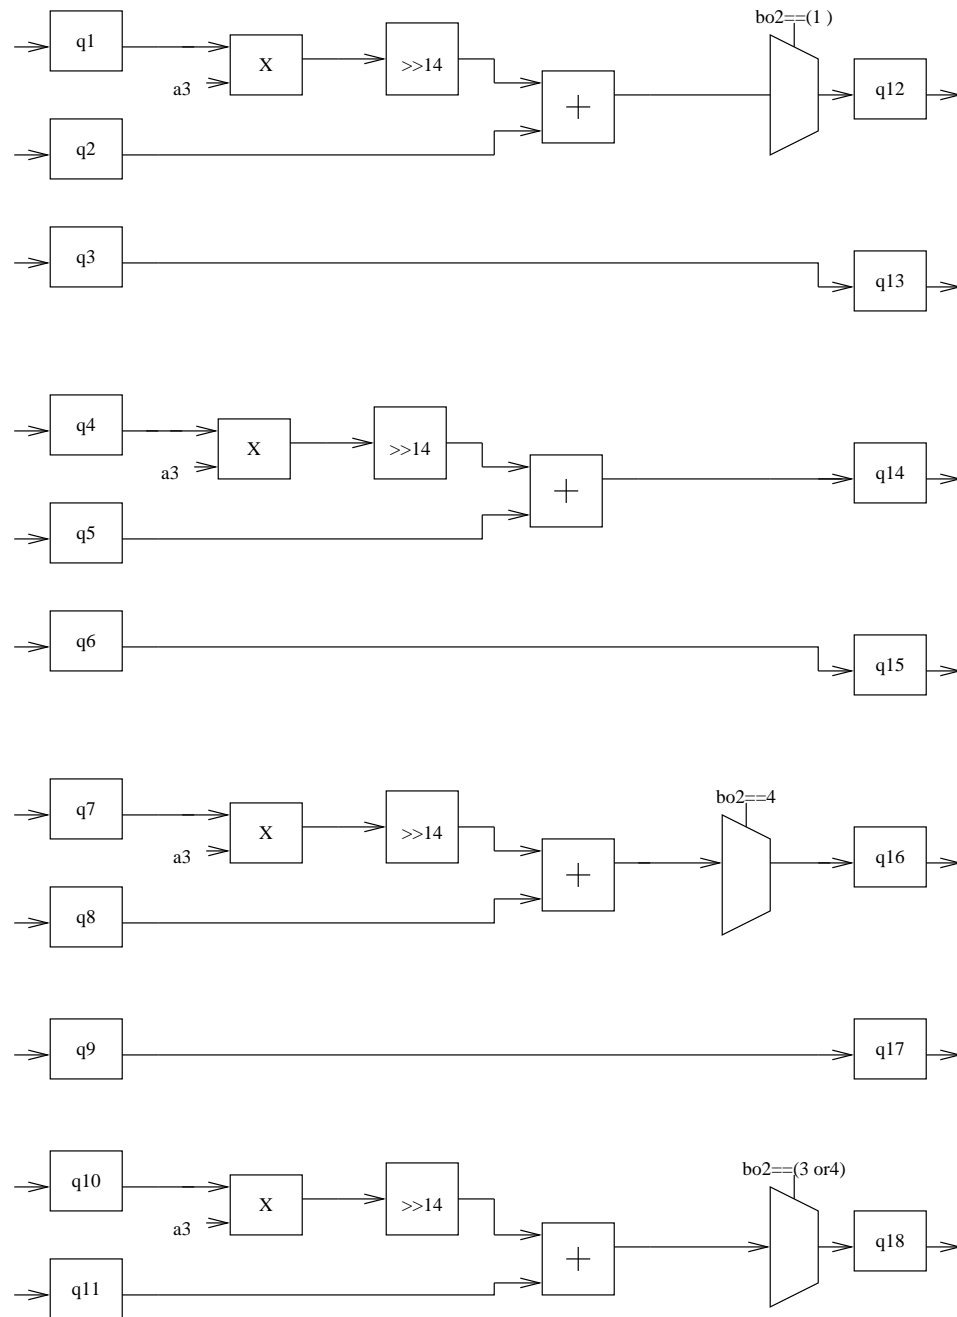 bo2==(1 )
q1
X
>>14
a3
q12
+
q2
q3
q13
q4
X
>>14
a3
q14
+
q5
q6
q15
bo2==4
q7
X
>>14
a3
q16
+
q8
q9
q17
bo2==(3 or4)
q10
X
>>14
a3
q18
+
q11